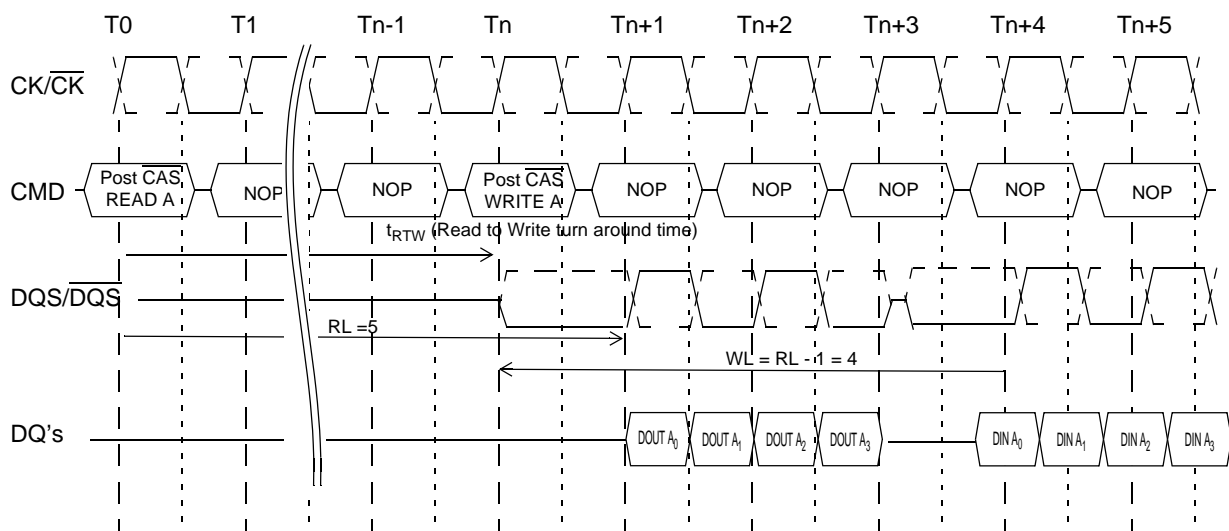 T0 T1 Tn-1 Tn Tn+1 Tn+2 Tn+3 Tn+4 Tn+5
CK/CK
CMD
Post CAS
READ A
NOP
NOP
Post CAS
WRITE A
NOP
NOP
NOP
NOP
NOP
tRTW (Read to Write turn around time)
DQS/DQS
RL =5
WL = RL - 1 = 4
DQ's
DOUT A0 DOUT A1 DOUT A2 DOUT A3 DIN A0 DIN A1 DIN A2 DIN A3